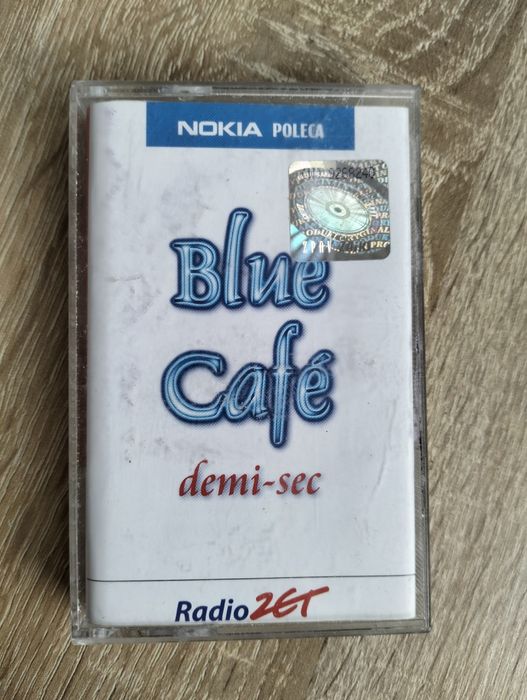 NOKIA POLECA
Blue
Café
demi-sec
Radio ZET